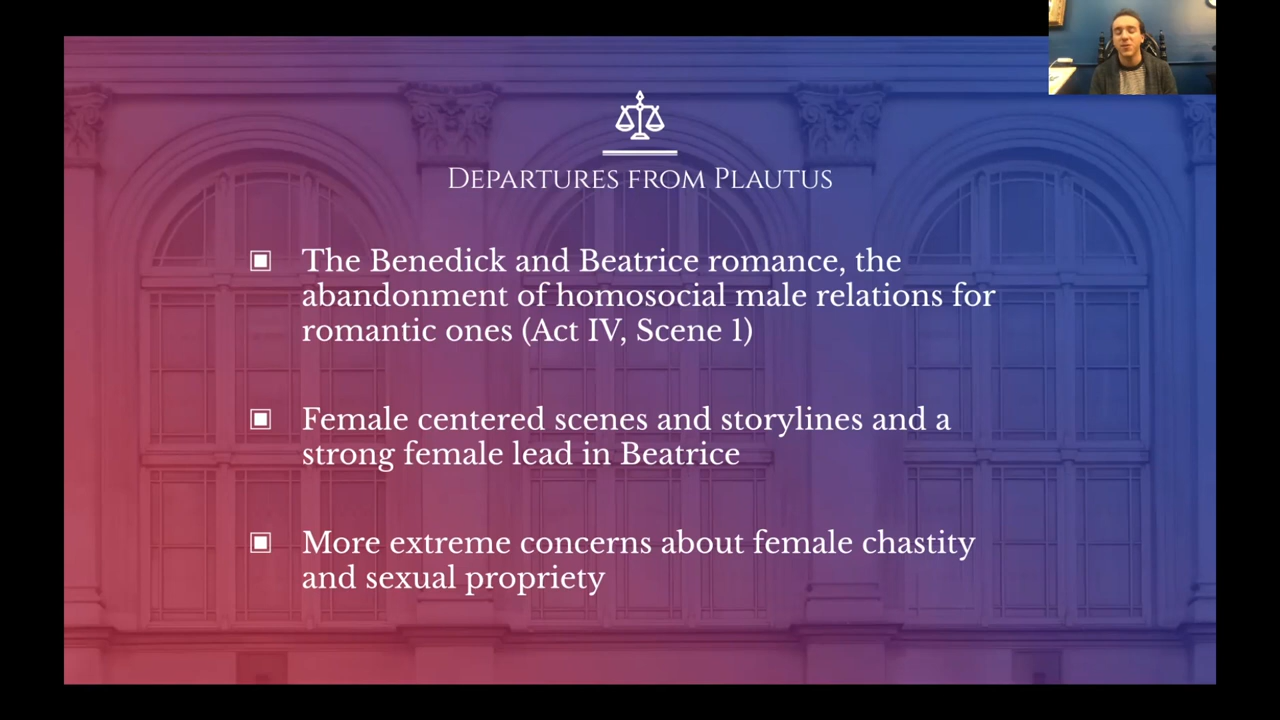 Departures from Plautus
The Benedick and Beatrice romance, the
abandonment of homosocial male relations for
romantic ones (Act IV, Scene 1)
Female centered scenes and storylines and a
strong female lead in Beatrice
More extreme concerns about female chastity
and sexual propriety